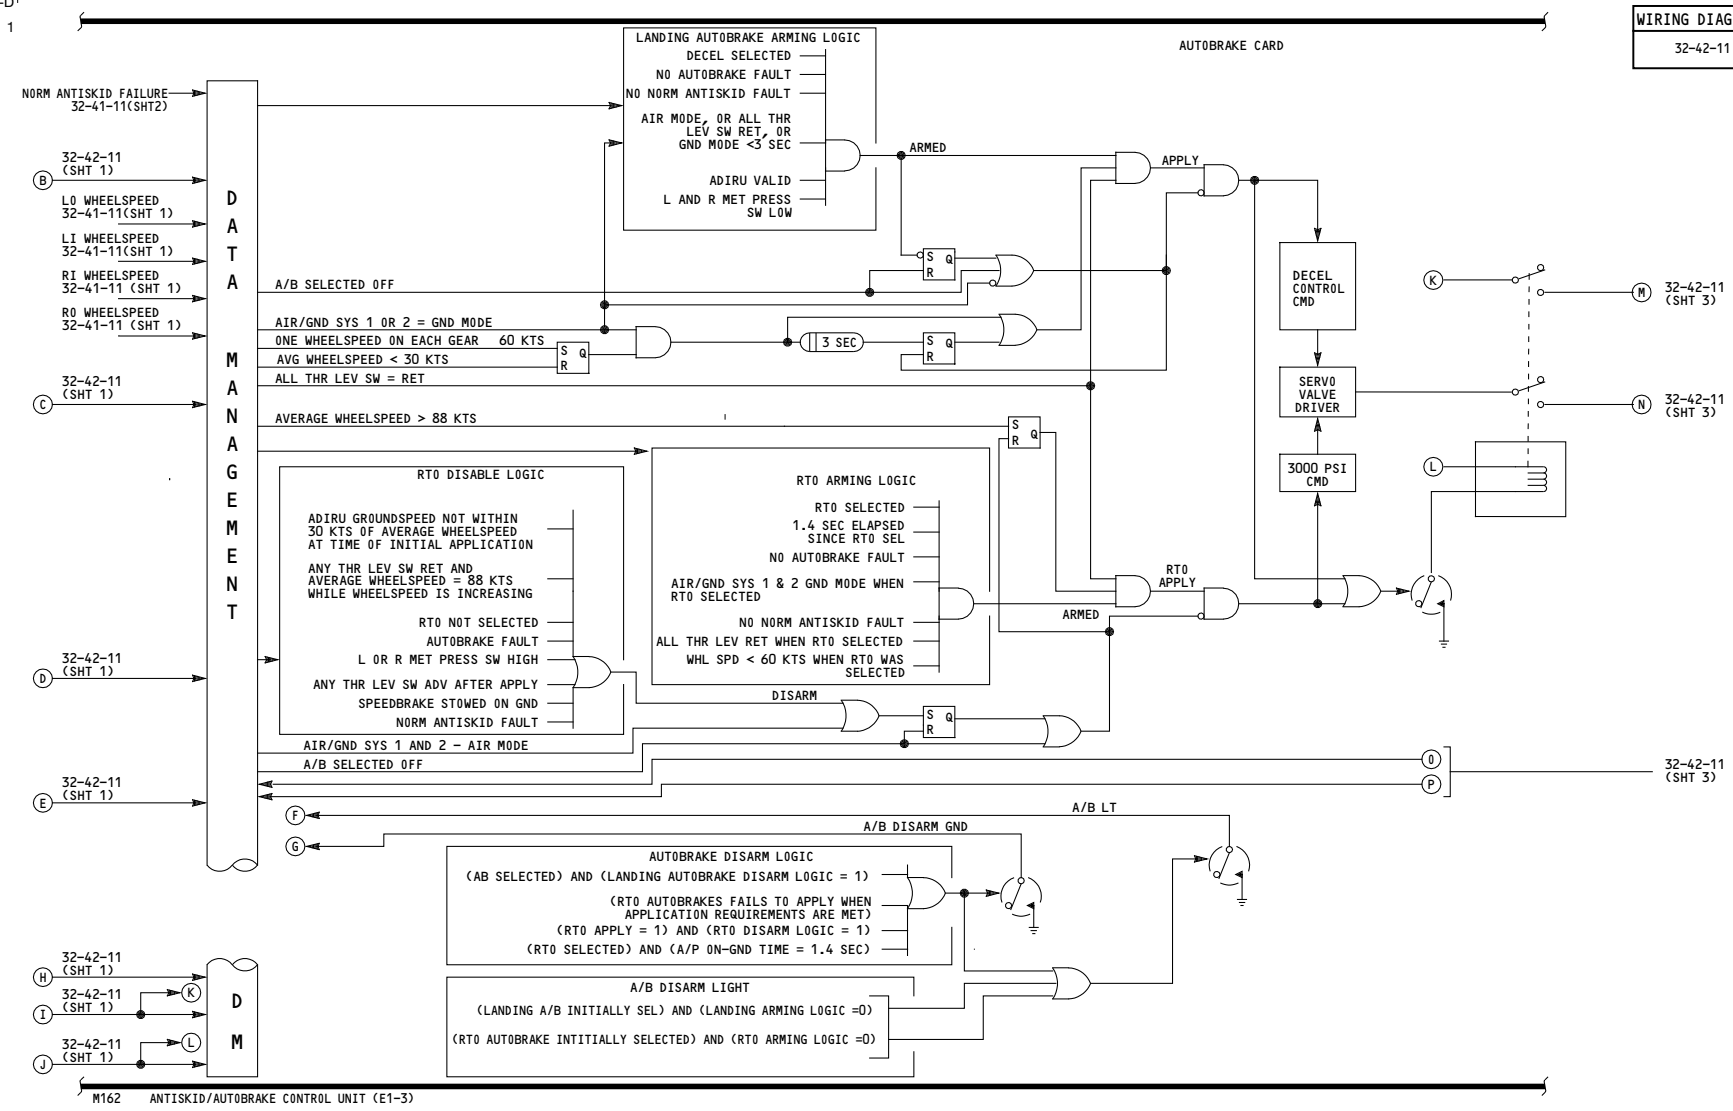 1
WIRING DIAG
32-42-11
AUTOBRAKE CARD
LANDING AUTOBRAKE ARMING LOGIC
DECEL SELECTED
NO AUTOBRAKE FAULT
NO NORM ANTISKID FAULT
AIR MODE, OR ALL THR
LEV SW RET, OR
GND MODE <3 SEC
ADIRU VALID
L AND R MET PRESS
SW LOW
ARMED
APPLY
NORM ANTISKID FAILURE
32-41-11(SHT2)
32-42-11
(SHT 1)
B
LO WHEELSPEED
32-41-11(SHT 1)
LI WHEELSPEED
32-41-11(SHT 1)
RI WHEELSPEED
32-41-11 (SHT 1)
RO WHEELSPEED
32-41-11 (SHT 1)
32-42-11
(SHT 1)
C
32-42-11
(SHT 1)
D
32-42-11
(SHT 1)
E
DATA MANAGEMENT
A/B SELECTED OFF
AIR/GND SYS 1 OR 2 = GND MODE
ONE WHEELSPEED ON EACH GEAR 60 KTS
AVG WHEELSPEED < 30 KTS
ALL THR LEV SW = RET
AVERAGE WHEELSPEED > 88 KTS
S Q
R
S Q
R
3 SEC
S Q
R
S
Q
R
DECEL
CONTROL
CMD
SERVO
VALVE
DRIVER
3000 PSI
CMD
K
M
32-42-11
(SHT 3)
N
32-42-11
(SHT 3)
L
RTO DISABLE LOGIC
ADIRU GROUNDSPEED NOT WITHIN
30 KTS OF AVERAGE WHEELSPEED
AT TIME OF INITIAL APPLICATION
ANY THR LEV SW RET AND
AVERAGE WHEELSPEED = 88 KTS
WHILE WHEELSPEED IS INCREASING
RTO NOT SELECTED
AUTOBRAKE FAULT
L OR R MET PRESS SW HIGH
ANY THR LEV SW ADV AFTER APPLY
SPEEDBRAKE STOWED ON GND
NORM ANTISKID FAULT
RTO ARMING LOGIC
RTO SELECTED
1.4 SEC ELAPSED
SINCE RTO SEL
NO AUTOBRAKE FAULT
AIR/GND SYS 1 & 2 GND MODE WHEN
RTO SELECTED
NO NORM ANTISKID FAULT
ALL THR LEV RET WHEN RTO SELECTED
WHL SPD < 60 KTS WHEN RTO WAS
SELECTED
RTO
APPLY
ARMED
DISARM
S Q
R
AIR/GND SYS 1 AND 2 - AIR MODE
A/B SELECTED OFF
O
P
32-42-11
(SHT 3)
F
A/B LT
G
A/B DISARM GND
AUTOBRAKE DISARM LOGIC
(AB SELECTED) AND (LANDING AUTOBRAKE DISARM LOGIC = 1)
(RTO AUTOBRAKES FAILS TO APPLY WHEN
APPLICATION REQUIREMENTS ARE MET)
(RTO APPLY = 1) AND (RTO DISARM LOGIC = 1)
(RTO SELECTED) AND (A/P ON-GND TIME = 1.4 SEC)
A/B DISARM LIGHT
(LANDING A/B INITIALLY SEL) AND (LANDING ARMING LOGIC =0)
(RTO AUTOBRAKE INTITIALLY SELECTED) AND (RTO ARMING LOGIC =0)
32-42-11
(SHT 1)
H
32-42-11
(SHT 1)
I
K
32-42-11
(SHT 1)
J
L
D M
M162 ANTISKID/AUTOBRAKE CONTROL UNIT (E1-3)